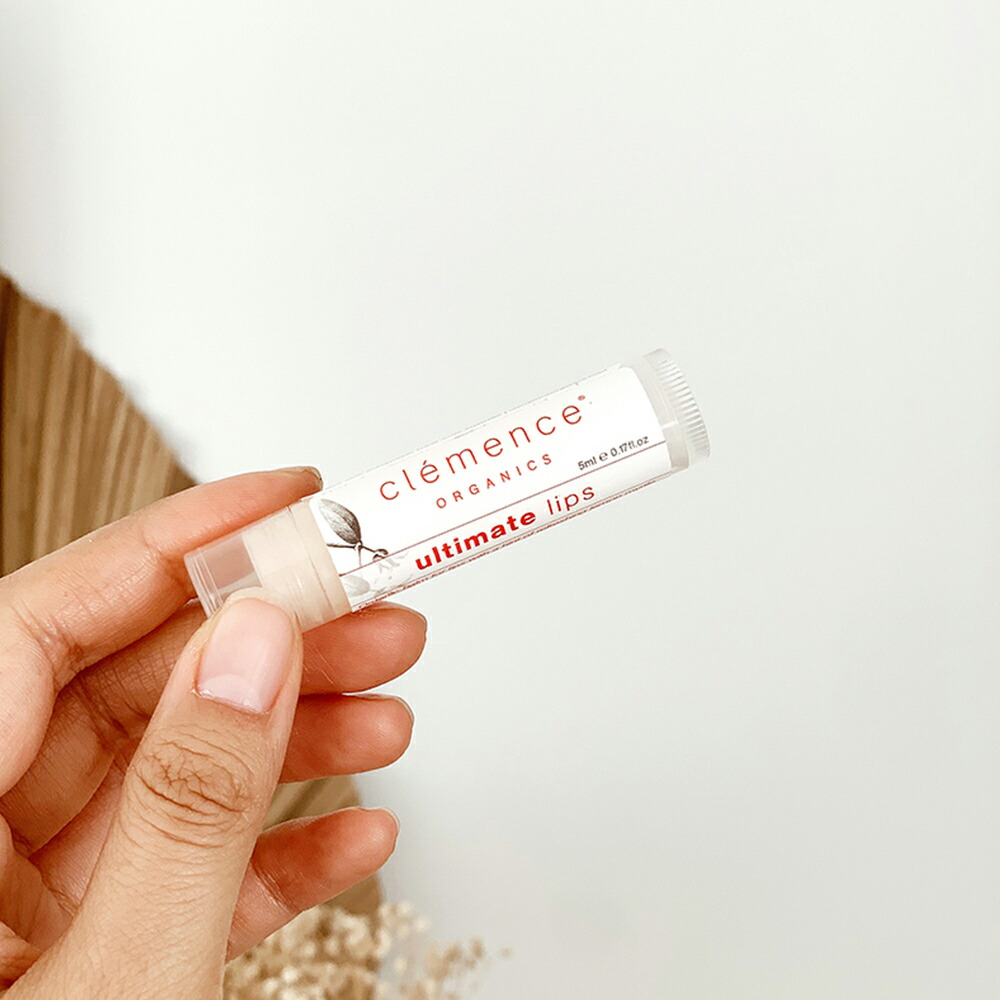 clémence®
ORGANICS
5ml e 0.17fl.oz
ultimate lips